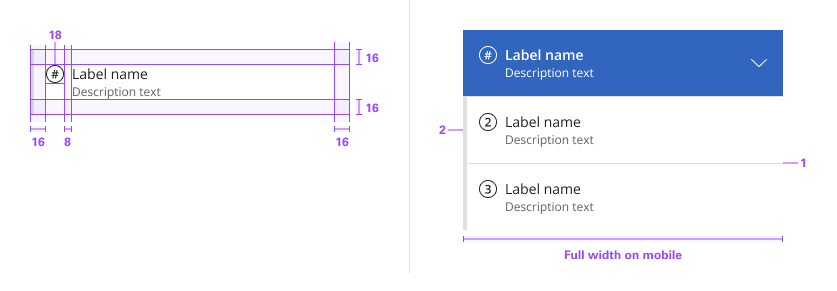 18
#
Label name
Description text
16
16
16
8
16
#
Label name
Description text
2
2
Label name
Description text
1
3
Label name
Description text
Full width on mobile